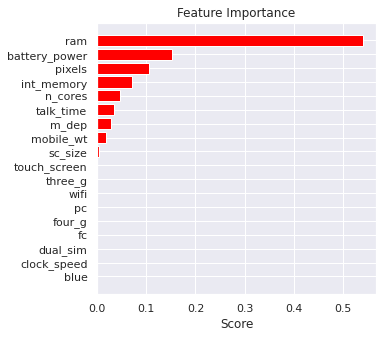 Feature Importance
ram
battery_power
pixels
int_memory
n_cores
talk_time
m_dep
mobile_wt
sc_size
touch_screen
three_g
wifi
pc
four_g
fc
dual_sim
clock_speed
blue
0.0 0.1 0.2 0.3 0.4 0.5
Score